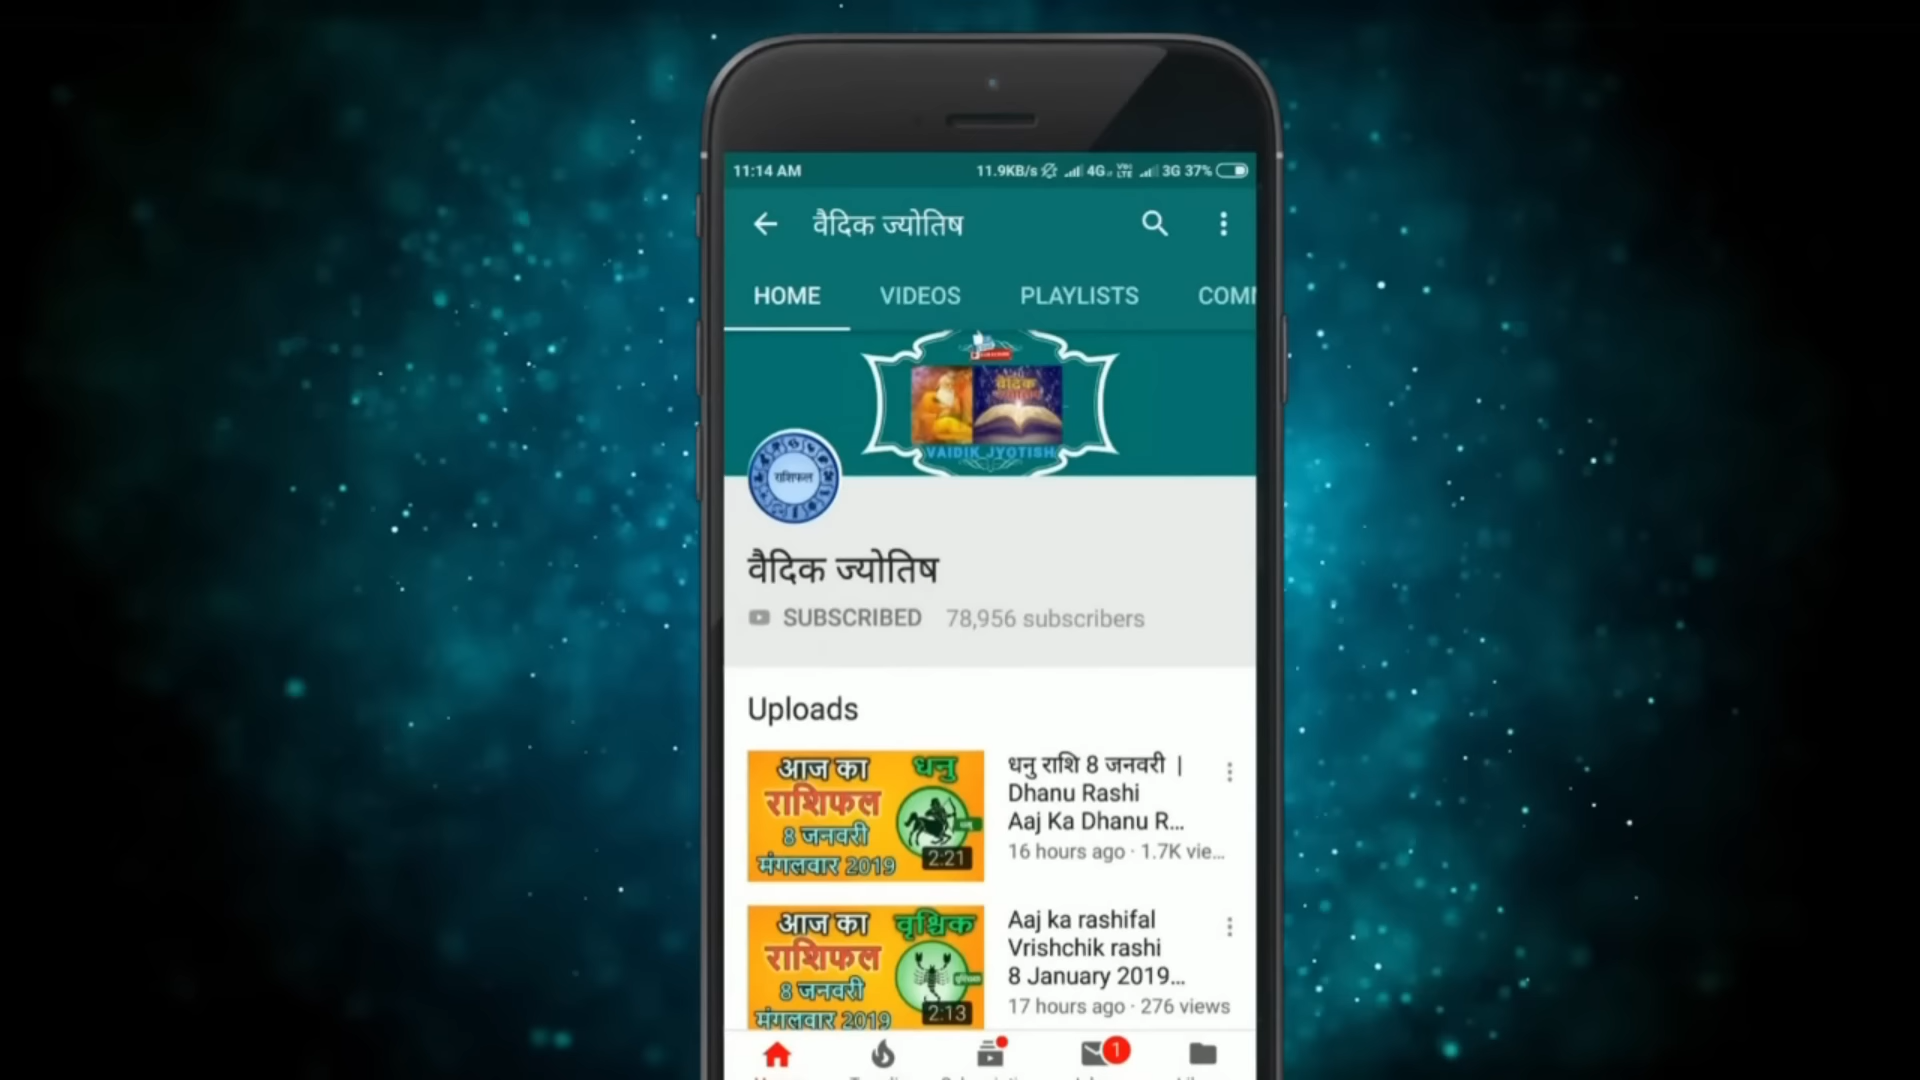 11:14 AM
11.9KB/s 4G VoLTE 3G 37%
वैदिक ज्योतिष
HOME VIDEOS PLAYLISTS COMM
SUBSCRIBE
वैदिक
VAIDIK JYOTISH
राशिफल
वैदिक ज्योतिष
SUBSCRIBED 78,956 subscribers
Uploads
आज का धनु
राशिफल
8 जनवरी
मंगलवार 2019
2:21
धनु राशि 8 जनवरी |
Dhanu Rashi
Aaj Ka Dhanu R...
16 hours ago · 1.7K vie...
आज का वृश्चिक
राशिफल
8 जनवरी
मंगलवार 2019
2:13
Aaj ka rashifal
Vrishchik rashi
8 January 2019...
17 hours ago · 276 views
1